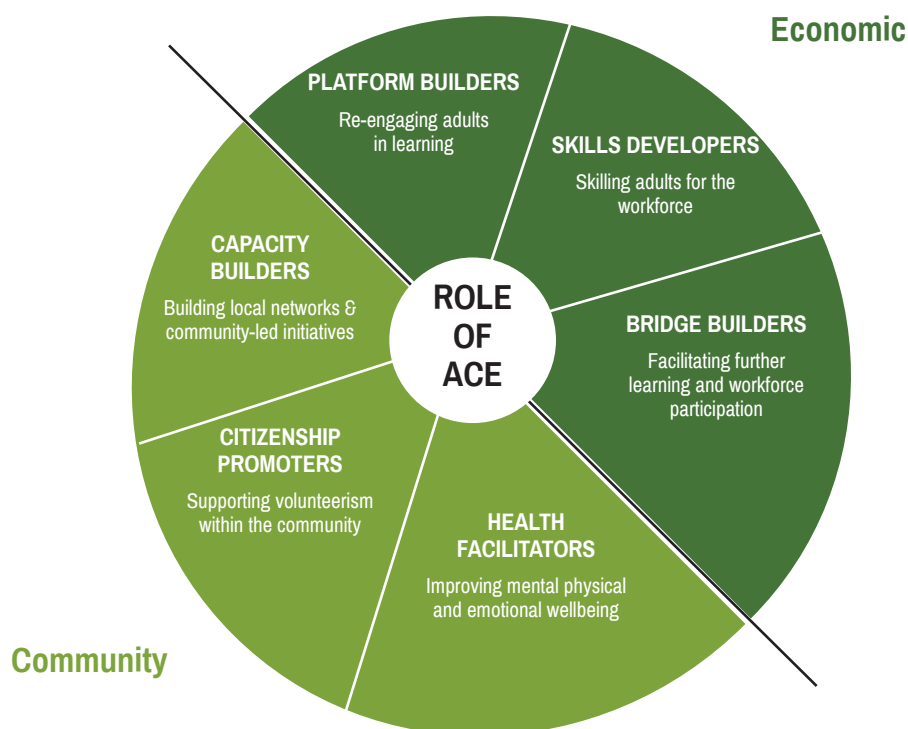 Economic
PLATFORM BUILDERS
Re-engaging adults
in learning
SKILLS DEVELOPERS
Skilling adults for the
workforce
BRIDGE BUILDERS
Facilitating further
learning and workforce
participation
ROLE
OF
ACE
CAPACITY
BUILDERS
Building local networks &
community-led initiatives
CITIZENSHIP
PROMOTERS
Supporting volunteerism
within the community
HEALTH
FACILITATORS
Improving mental physical
and emotional wellbeing
Community